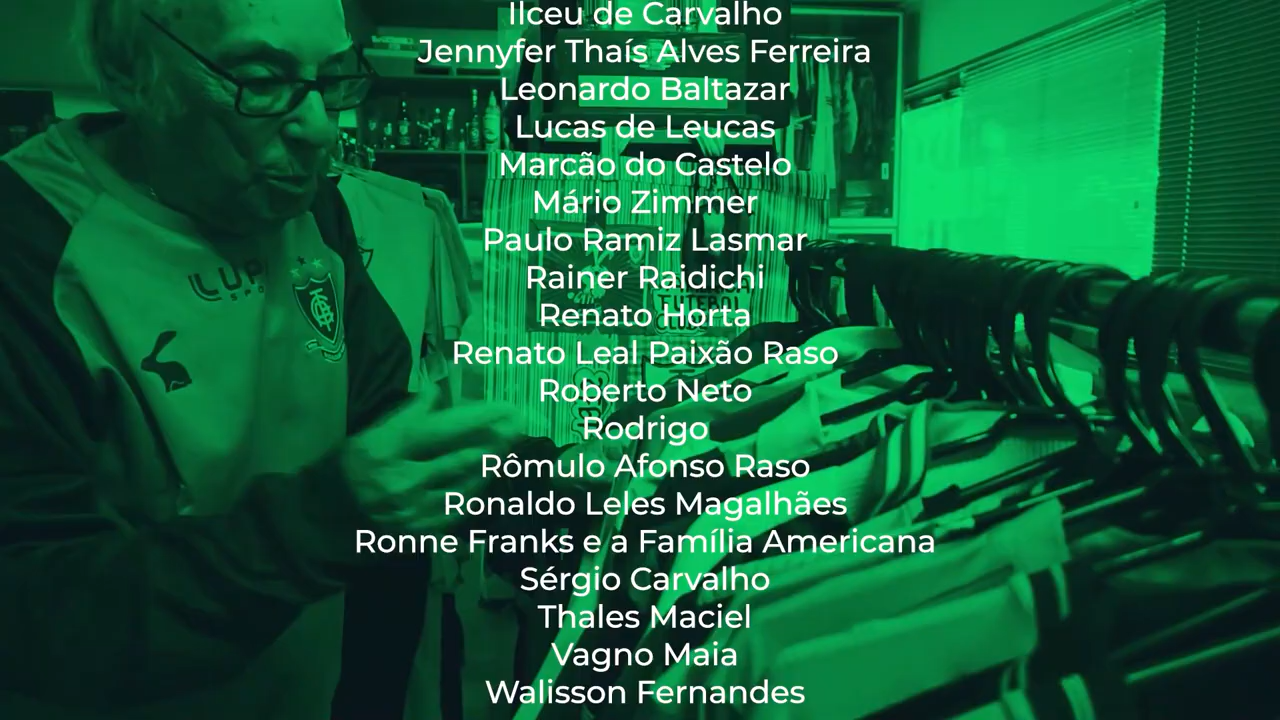 Ilceu de Carvalho
Jennyfer Thaís Alves Ferreira
Leonardo Baltazar
Lucas de Leucas
Marcão do Castelo
Mário Zimmer
Paulo Ramiz Lasmar
Rainer Raidichi
Renato Horta
Renato Leal Paixão Raso
Roberto Neto
Rodrigo
Rômulo Afonso Raso
Ronaldo Leles Magalhães
Ronne Franks e a Família Americana
Sérgio Carvalho
Thales Maciel
Vagno Maia
Walisson Fernandes
FUTEBOL